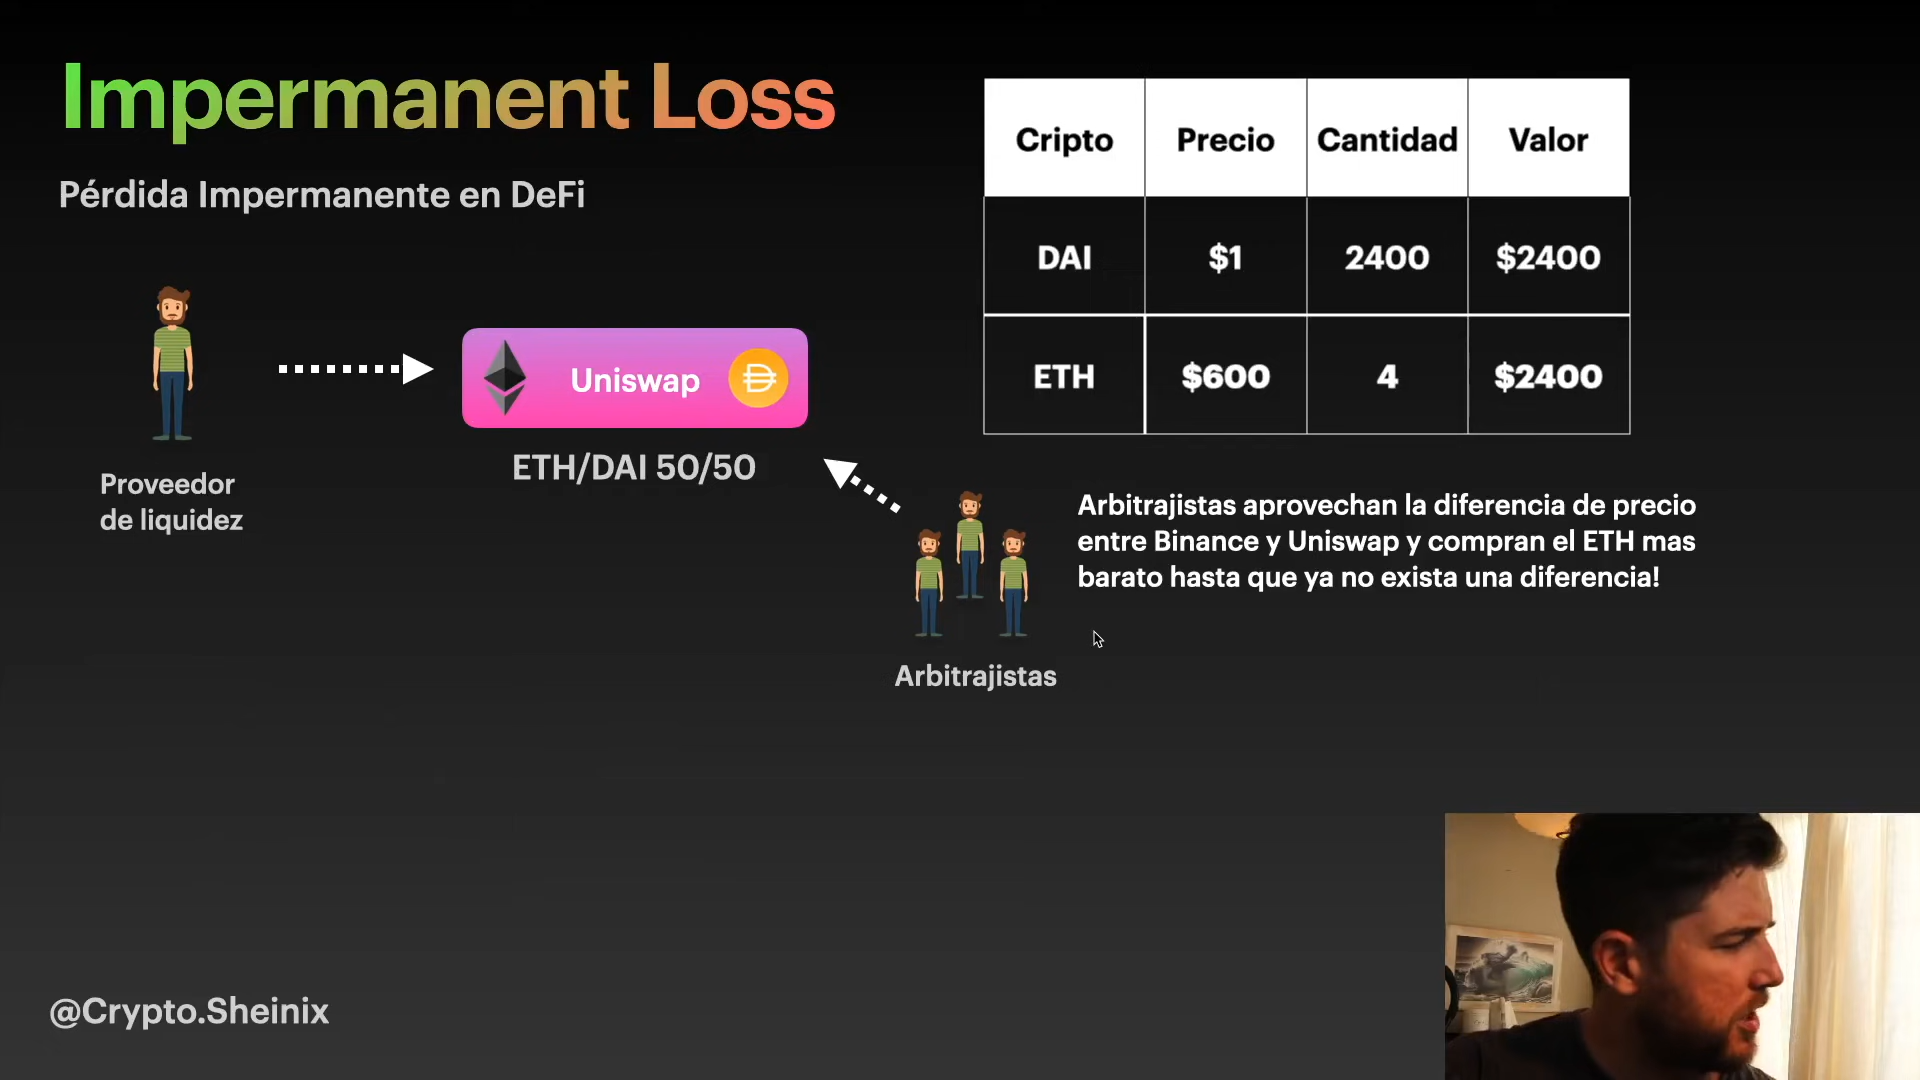 Impermanent Loss
Pérdida Impermanente en DeFi
Cripto Precio Cantidad Valor
DAI $1 2400 $2400
ETH $600 4 $2400
Uniswap
ETH/DAI 50/50
Proveedor
de liquidez
Arbitrajistas aprovechan la diferencia de precio
entre Binance y Uniswap y compran el ETH mas
barato hasta que ya no exista una diferencia!
Arbitrajistas
@Crypto.Sheinix